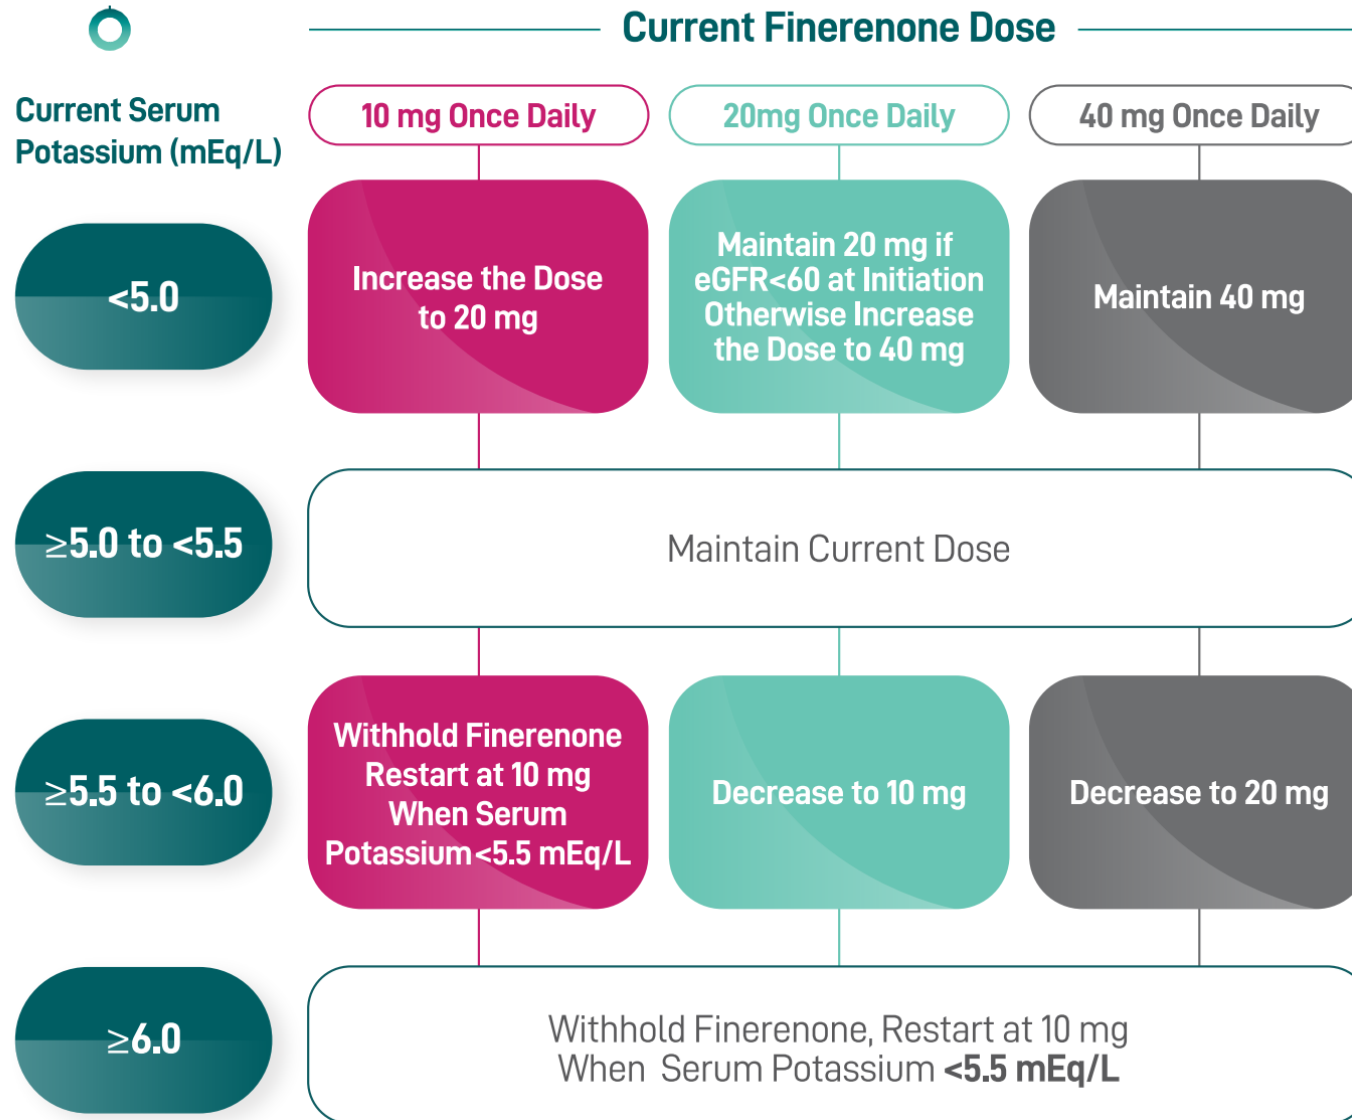 Current Finerenone Dose
Current Serum
Potassium (mEq/L)
10 mg Once Daily
20mg Once Daily
40 mg Once Daily
<5.0
Increase the Dose
to 20 mg
Maintain 20 mg if
eGFR<60 at Initiation
Otherwise Increase
the Dose to 40 mg
Maintain 40 mg
≥5.0 to <5.5
Maintain Current Dose
≥5.5 to <6.0
Withhold Finerenone
Restart at 10 mg
When Serum
Potassium<5.5 mEq/L
Decrease to 10 mg
Decrease to 20 mg
≥6.0
Withhold Finerenone, Restart at 10 mg
When Serum Potassium <5.5 mEq/L